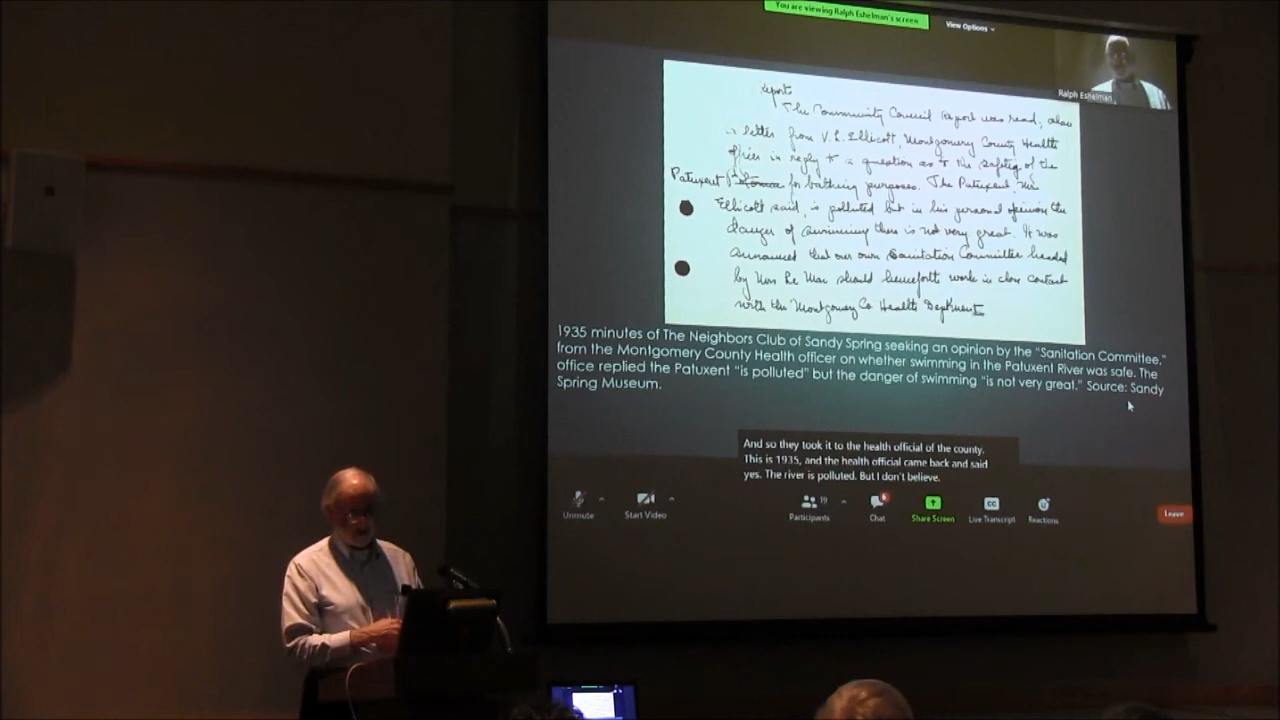 You are viewing Ralph Eshelman's screen
View Options
Ralph Eshelman
report
The Community Council Report was read, also
a letter from V.L. Ellicott, Montgomery County Health
officer in reply to a question as to the safety of the
Patuxent for bathing purposes. The Patuxent, Mr
Ellicott said, is polluted but in his personal opinion the
danger of swimming there is not very great. It was
announced that our own Sanitation Committee headed
by Mrs Le Mar should henceforth work in close contact
with the Montgomery Co Health Deptment
1935 minutes of The Neighbors Club of Sandy Spring seeking an opinion by the "Sanitation Committee,"
from the Montgomery County Health officer on whether swimming in the Patuxent River was safe. The
office replied the Patuxent "is polluted" but the danger of swimming "is not very great." Source: Sandy
Spring Museum.
And so they took it to the health official of the county.
This is 1935, and the health official came back and said
yes. The river is polluted. But I don't believe.
Unmute
Start Video
Participants
19
Chat
6
Share Screen
CC
Live Transcript
Reactions
Leave